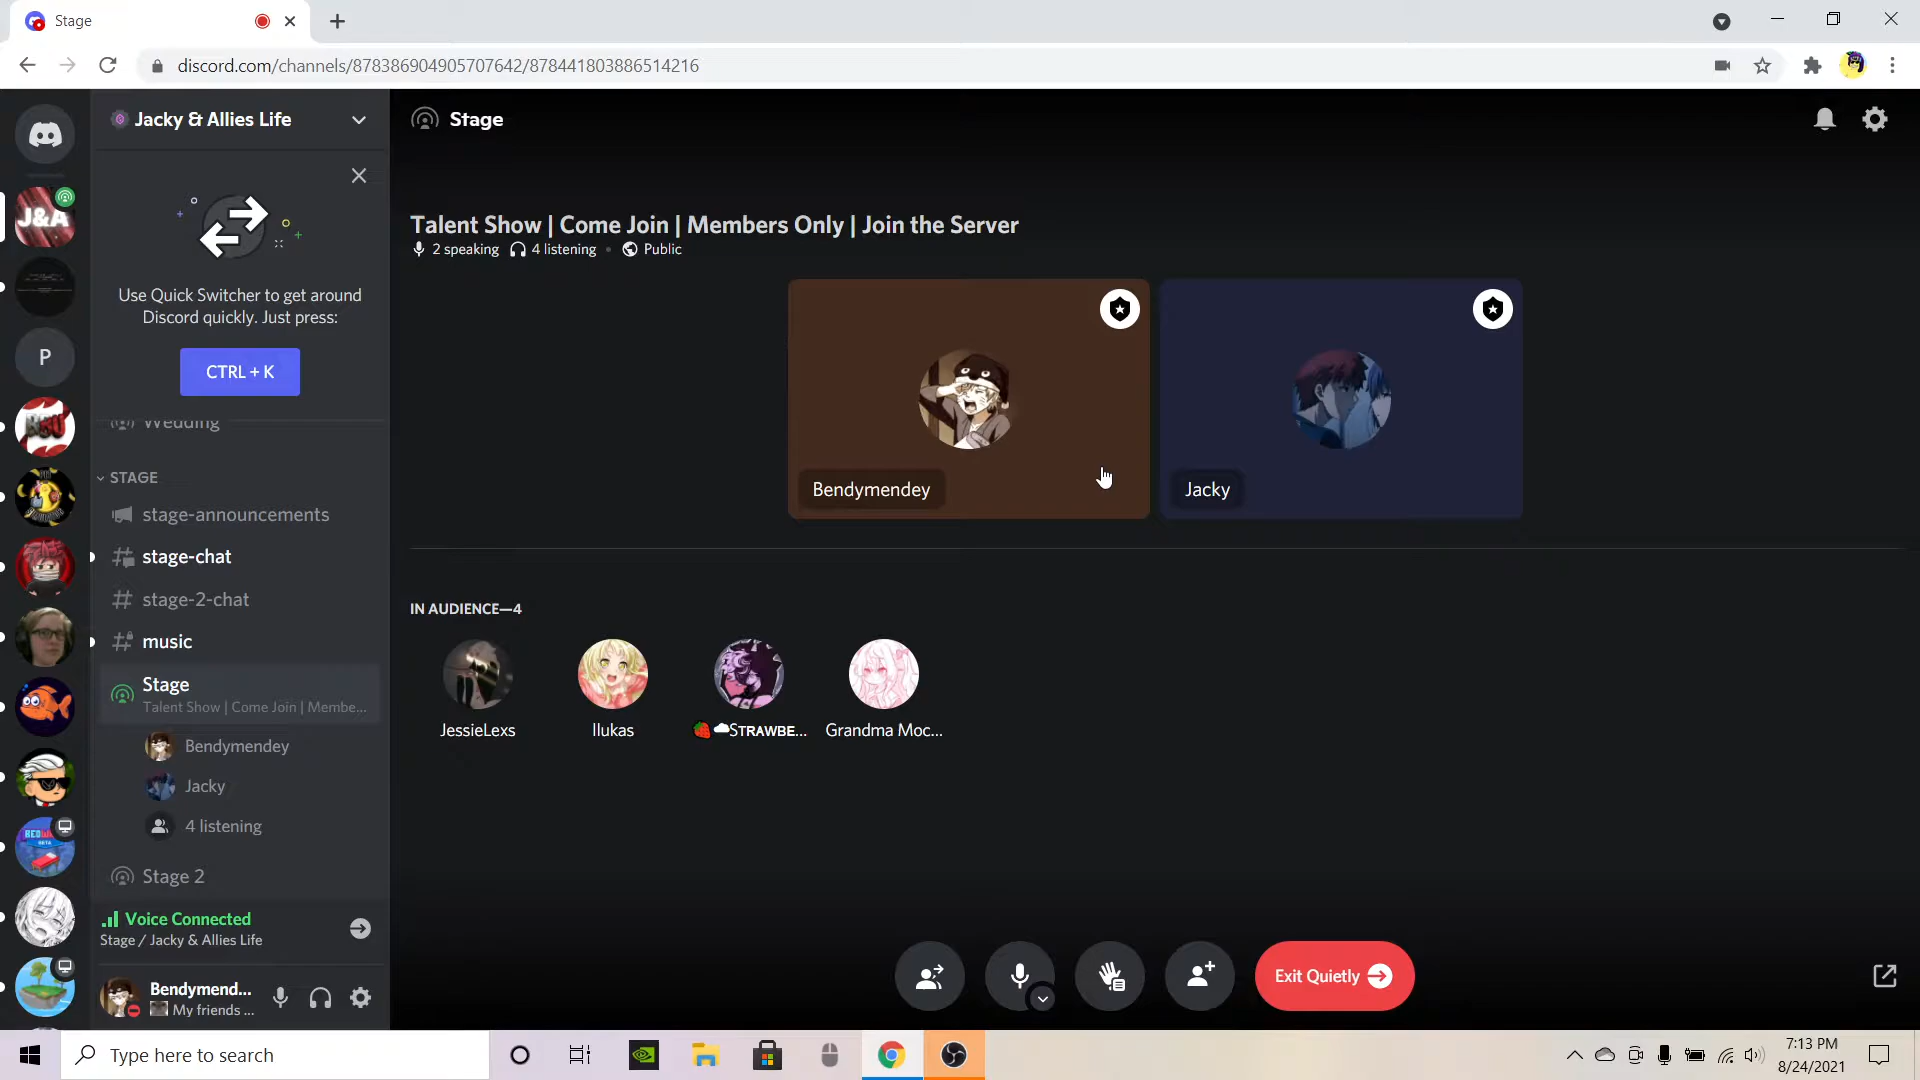 Stage
discord.com/channels/878386904905707642/878441803886514216
Jacky & Allies Life
Stage
J&A
Use Quick Switcher to get around
Discord quickly. Just press:
CTRL + K
P
Wedding
STAGE
stage-announcements
stage-chat
stage-2-chat
music
Stage
Talent Show | Come Join | Membe...
Bendymendey
Jacky
4 listening
Stage 2
Voice Connected
Stage / Jacky & Allies Life
Bendymend...
My friends ...
Talent Show | Come Join | Members Only | Join the Server
2 speaking 4 listening • Public
Bendymendey
Jacky
IN AUDIENCE—4
JessieLexs
Ilukas
STRAWBE...
Grandma Moc...
Exit Quietly
Type here to search
7:13 PM
8/24/2021